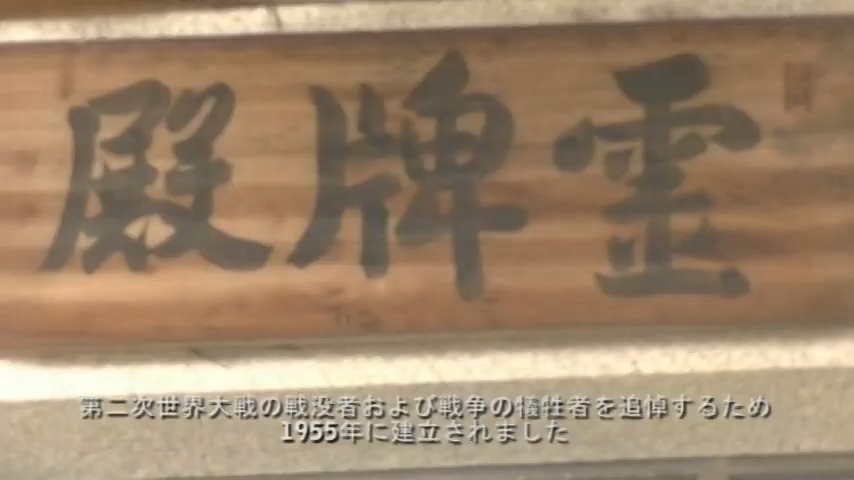 霊牌殿
第二次世界大戦の戦没者および戦争の犠牲者を追悼するため
1955年に建立されました